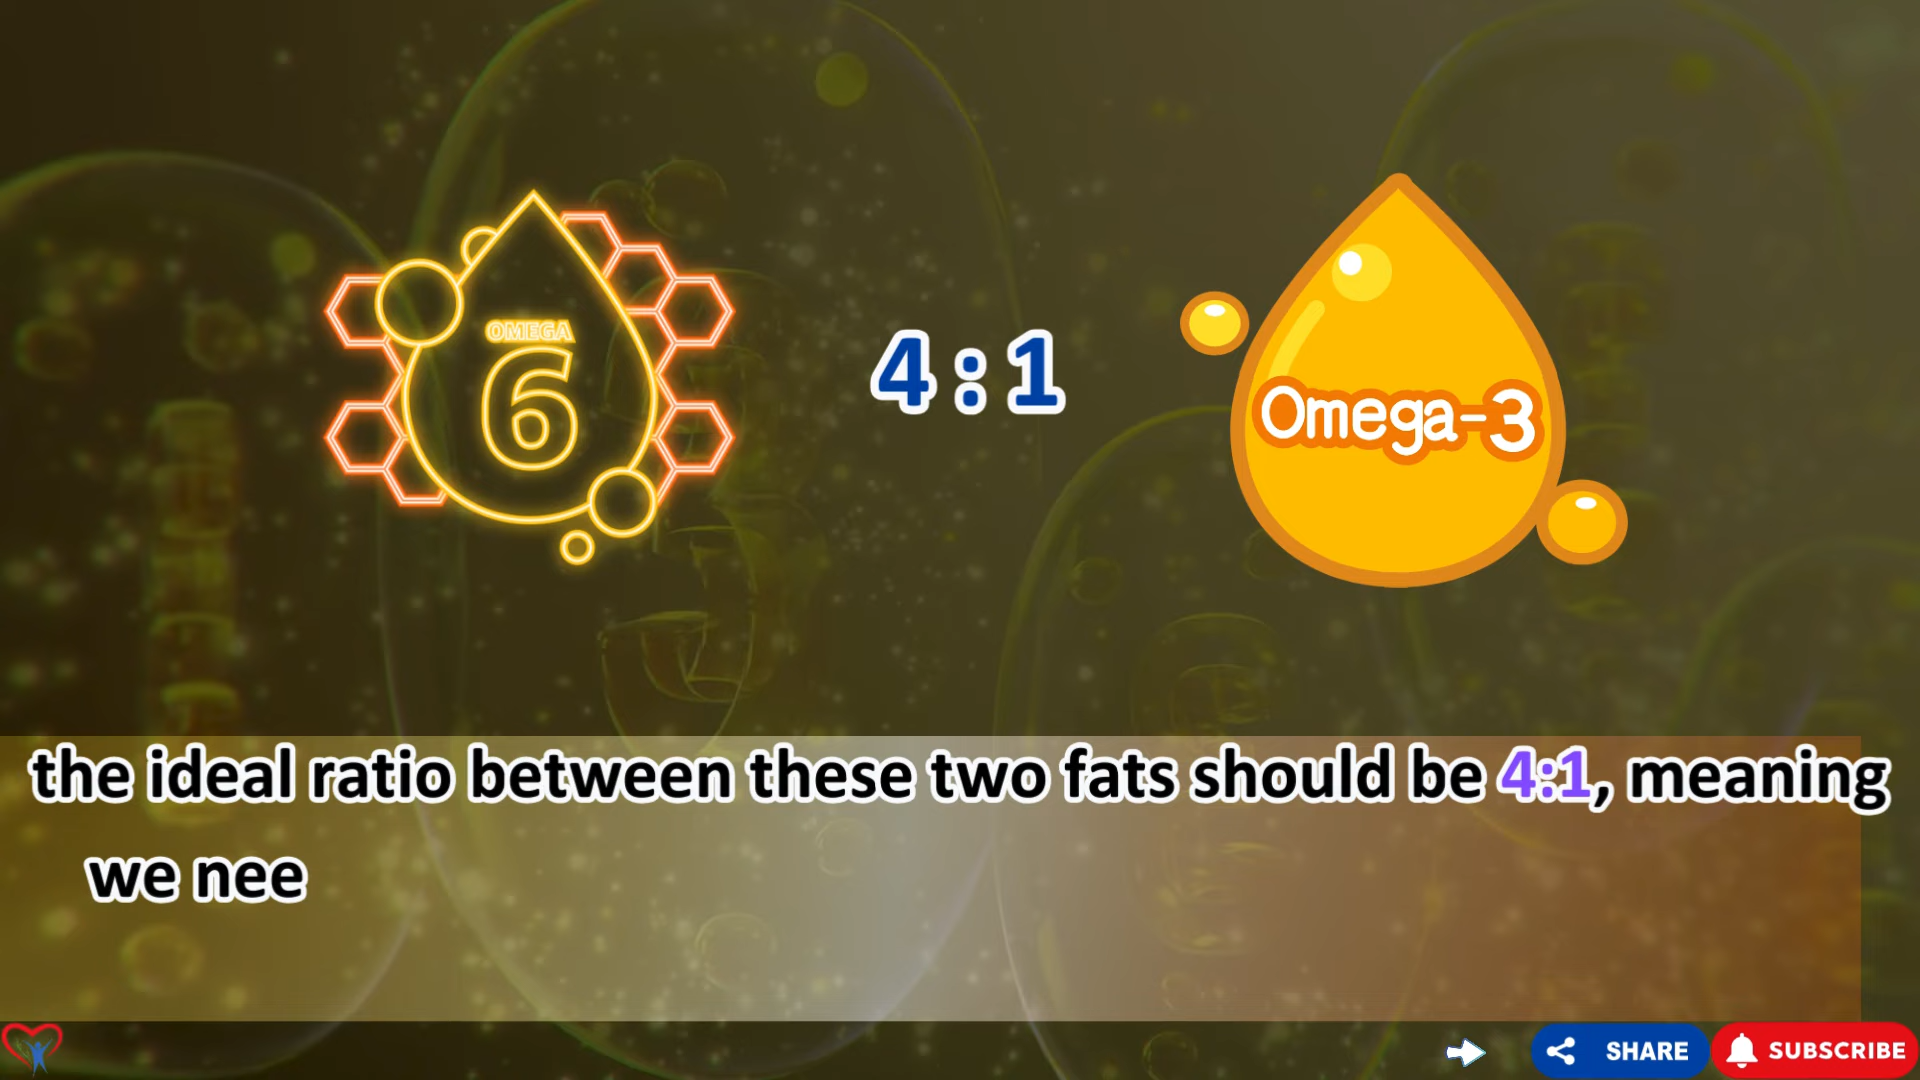 OMEGA
6
4:1
Omega-3
the ideal ratio between these two fats should be 4:1, meaning
we nee
SHARE
SUBSCRIBE